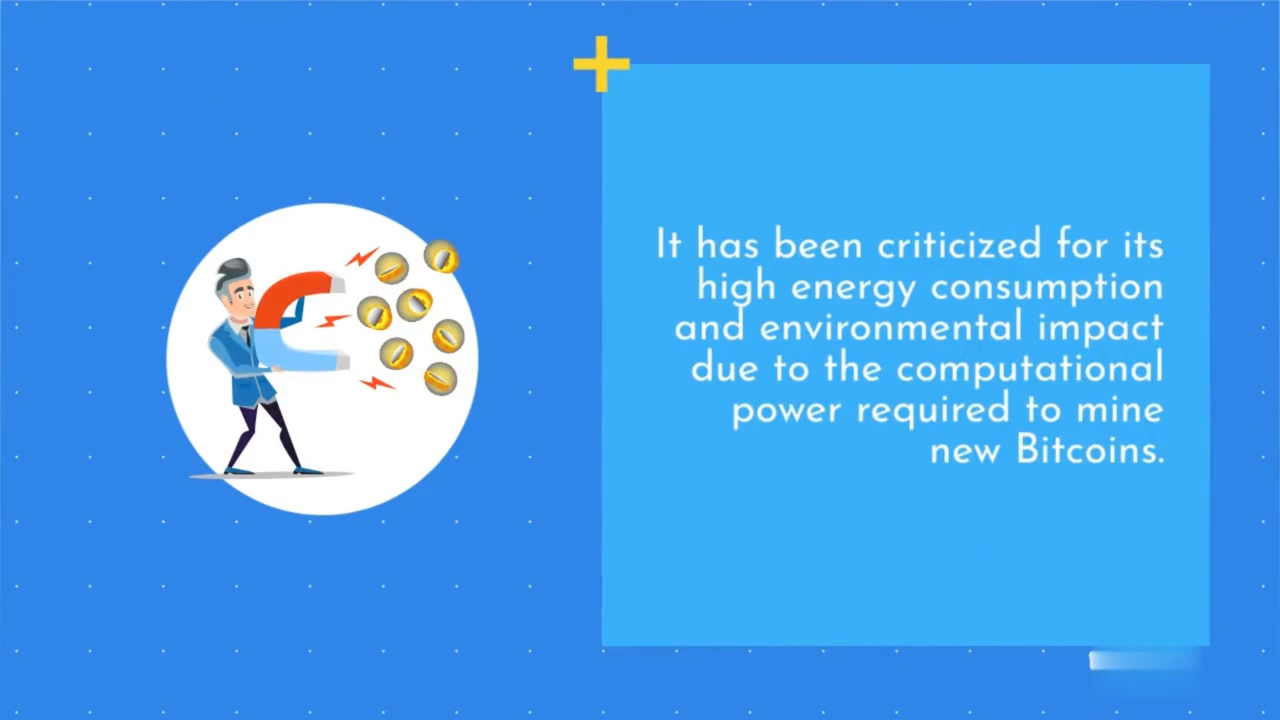 It has been criticized for its
high energy consumption
and environmental impact
due to the computational
power required to mine
new Bitcoins.